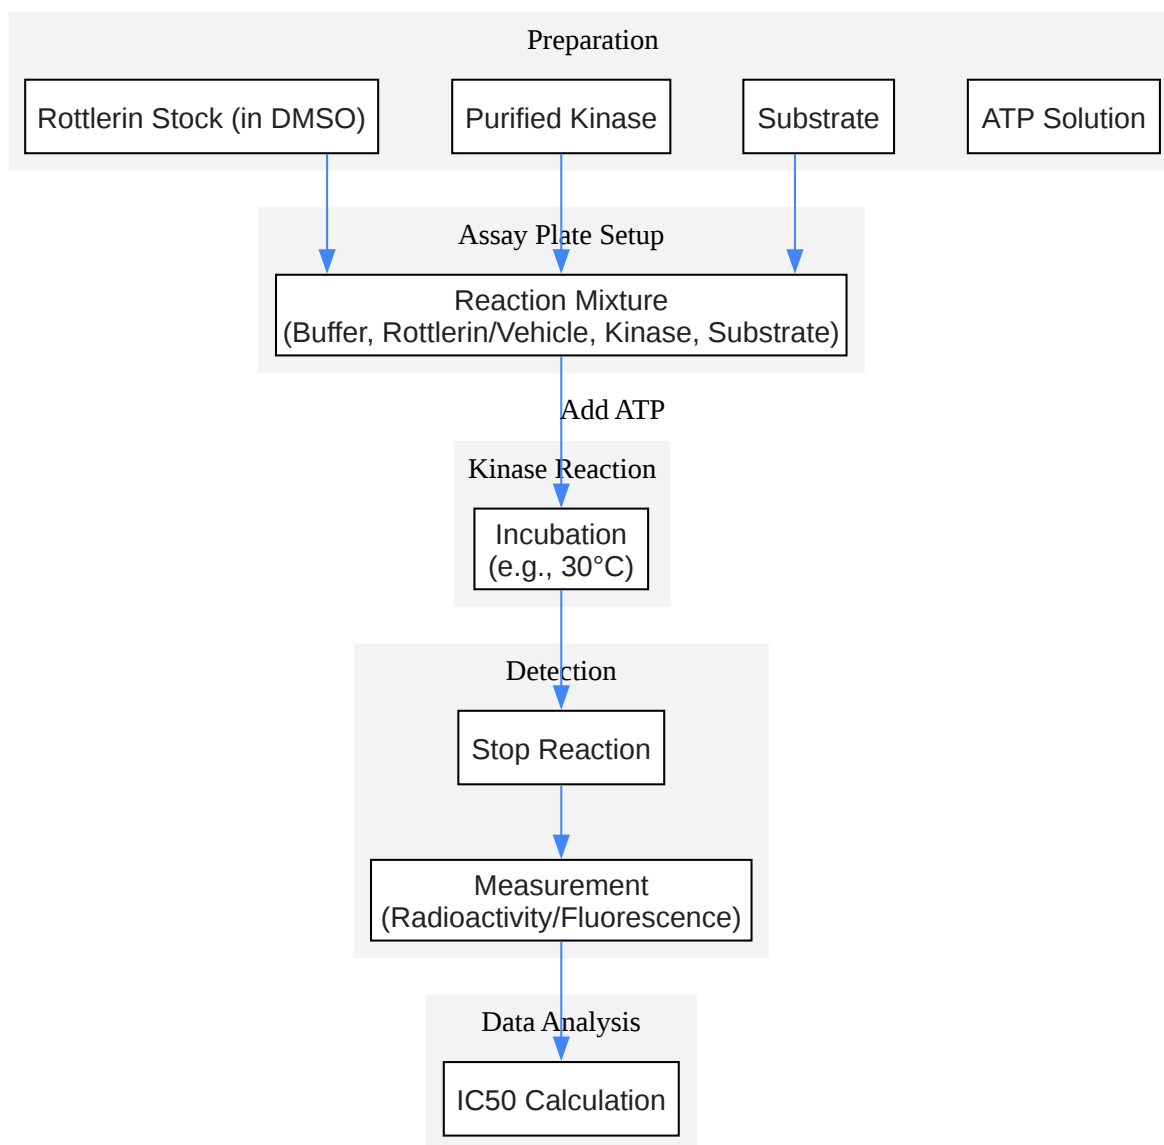 Preparation
Rottlerin Stock (in DMSO)
Purified Kinase
Substrate
ATP Solution
Assay Plate Setup
Reaction Mixture
(Buffer, Rottlerin/Vehicle, Kinase, Substrate)
Add ATP
Kinase Reaction
Incubation
(e.g., 30°C)
Detection
Stop Reaction
Measurement
(Radioactivity/Fluorescence)
Data Analysis
IC50 Calculation